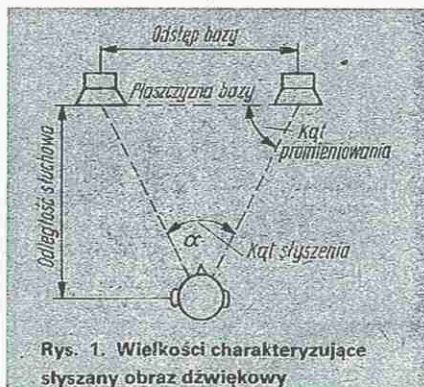 Odstęp bazy
Płaszczyzna bazy
Kąt
promieniowania
Odległość słuchowa
α
Kąt słyszenia
Rys. 1. Wielkości charakteryzujące
słyszany obraz dźwiękowy